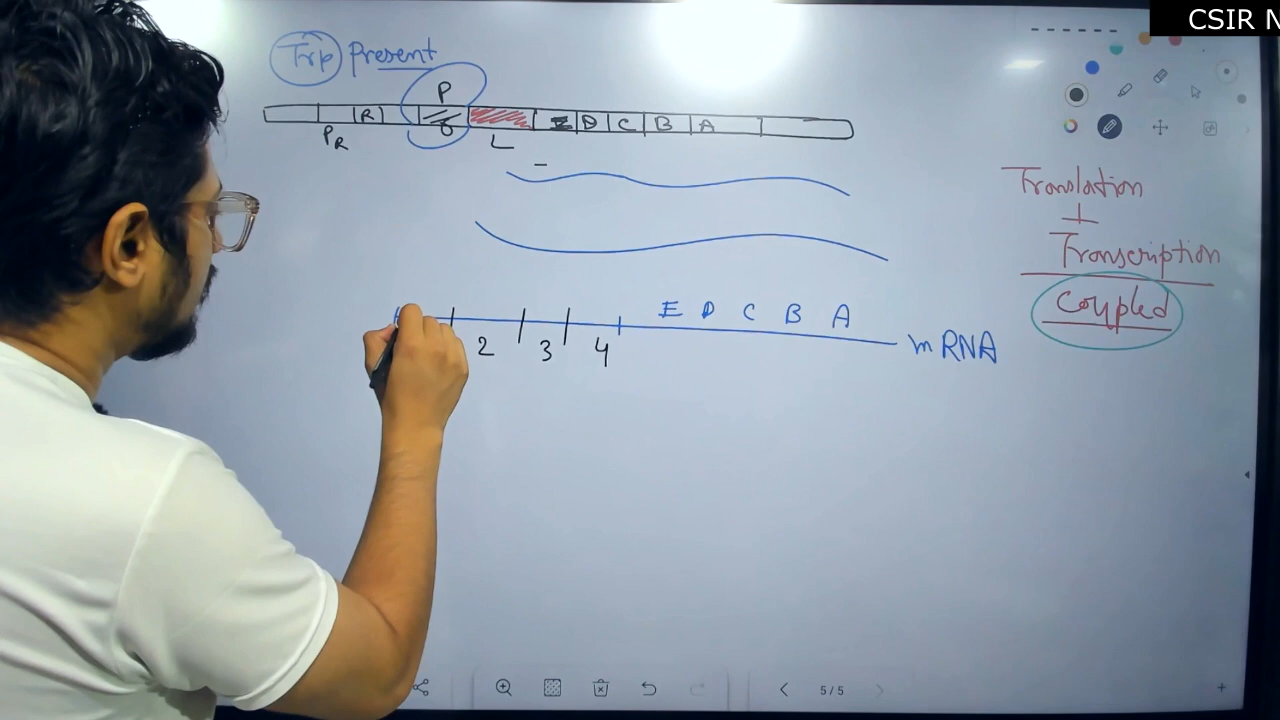 CSIR N
Trp Present
P
R O E D C B A
PR L
Translation
+
Transcription
Coupled
E D C B A
mRNA
2 3 4
5/5